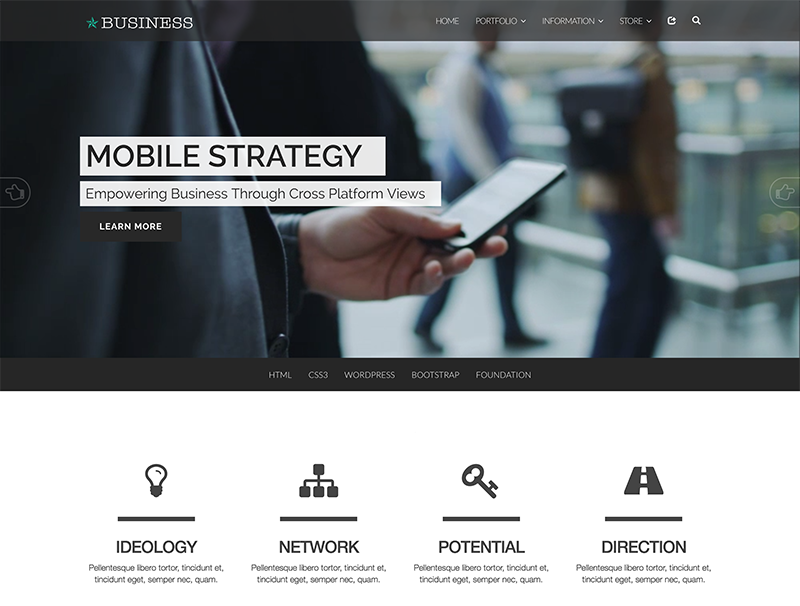 BUSINESS
HOME PORTFOLIO INFORMATION STORE
MOBILE STRATEGY
Empowering Business Through Cross Platform Views
LEARN MORE
HTML CSS3 WORDPRESS BOOTSTRAP FOUNDATION
IDEOLOGY
Pellentesque libero tortor, tincidunt et,
tincidunt eget, semper nec, quam.
NETWORK
Pellentesque libero tortor, tincidunt et,
tincidunt eget, semper nec, quam.
POTENTIAL
Pellentesque libero tortor, tincidunt et,
tincidunt eget, semper nec, quam.
DIRECTION
Pellentesque libero tortor, tincidunt et,
tincidunt eget, semper nec, quam.